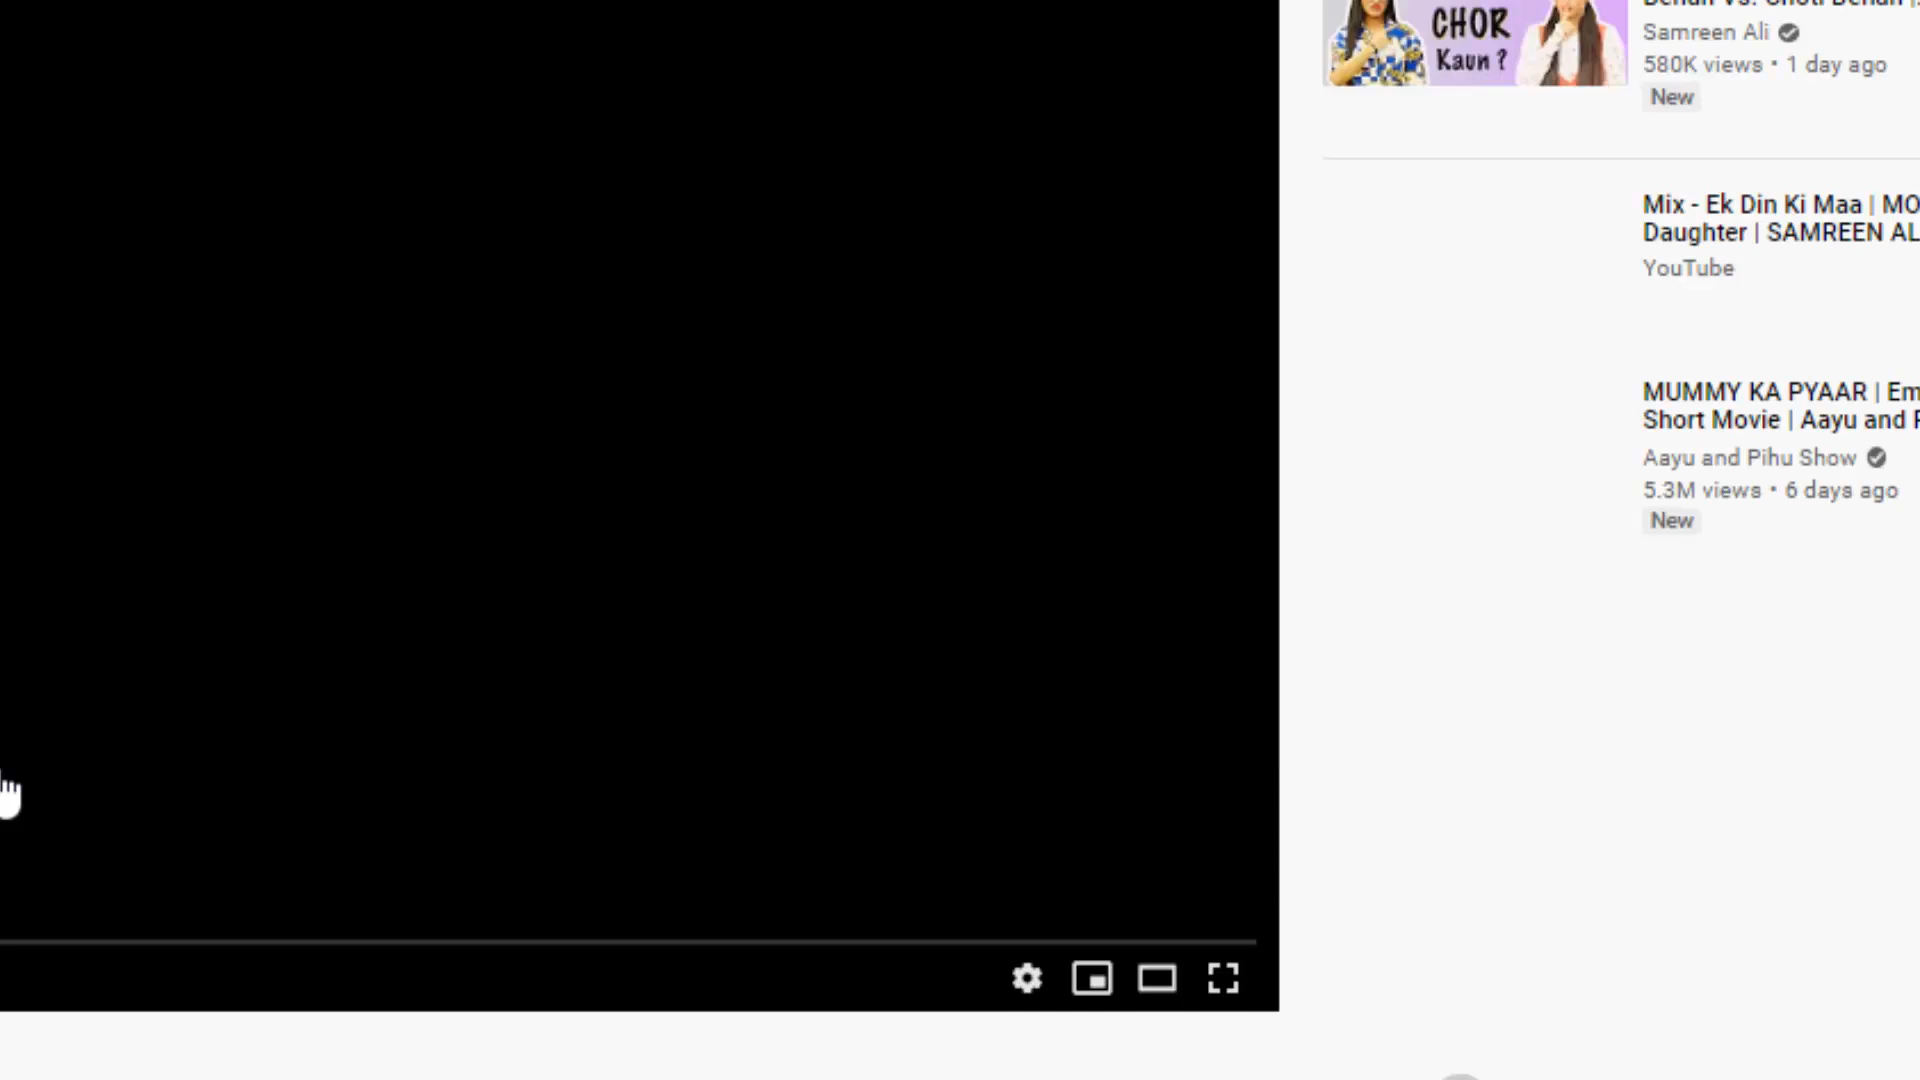 CHOR
Kaun ?
Samreen Ali
580K views • 1 day ago
New
Mix - Ek Din Ki Maa | MO
Daughter | SAMREEN AL
YouTube
MUMMY KA PYAAR | Em
Short Movie | Aayu and P
Aayu and Pihu Show
5.3M views • 6 days ago
New